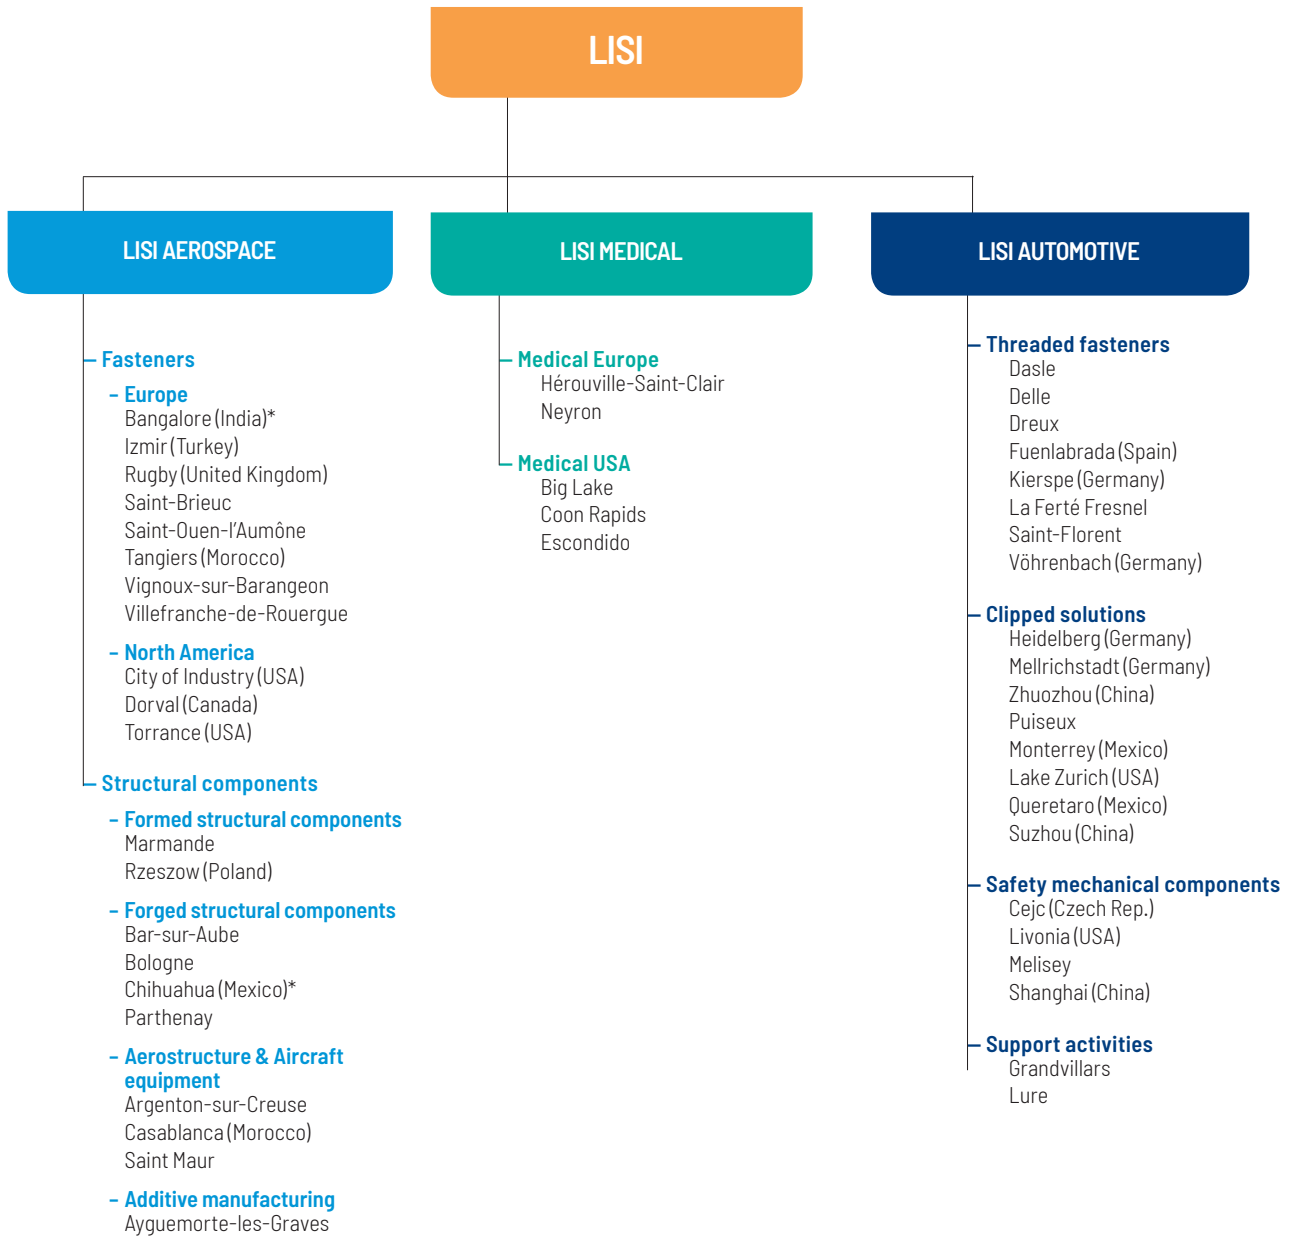 LISI
LISI AEROSPACE
– Fasteners
– Europe
Bangalore (India)*
Izmir (Turkey)
Rugby (United Kingdom)
Saint-Brieuc
Saint-Ouen-l'Aumône
Tangiers (Morocco)
Vignoux-sur-Barangeon
Villefranche-de-Rouergue
– North America
City of Industry (USA)
Dorval (Canada)
Torrance (USA)
– Structural components
– Formed structural components
Marmande
Rzeszow (Poland)
– Forged structural components
Bar-sur-Aube
Bologne
Chihuahua (Mexico)*
Parthenay
– Aerostructure & Aircraft
equipment
Argenton-sur-Creuse
Casablanca (Morocco)
Saint Maur
– Additive manufacturing
Ayguemorte-les-Graves
LISI MEDICAL
– Medical Europe
Hérouville-Saint-Clair
Neyron
– Medical USA
Big Lake
Coon Rapids
Escondido
LISI AUTOMOTIVE
– Threaded fasteners
Dasle
Delle
Dreux
Fuenlabrada (Spain)
Kierspe (Germany)
La Ferté Fresnel
Saint-Florent
Vöhrenbach (Germany)
– Clipped solutions
Heidelberg (Germany)
Mellrichstadt (Germany)
Zhuozhou (China)
Puiseux
Monterrey (Mexico)
Lake Zurich (USA)
Queretaro (Mexico)
Suzhou (China)
– Safety mechanical components
Cejc (Czech Rep.)
Livonia (USA)
Melisey
Shanghai (China)
– Support activities
Grandvillars
Lure